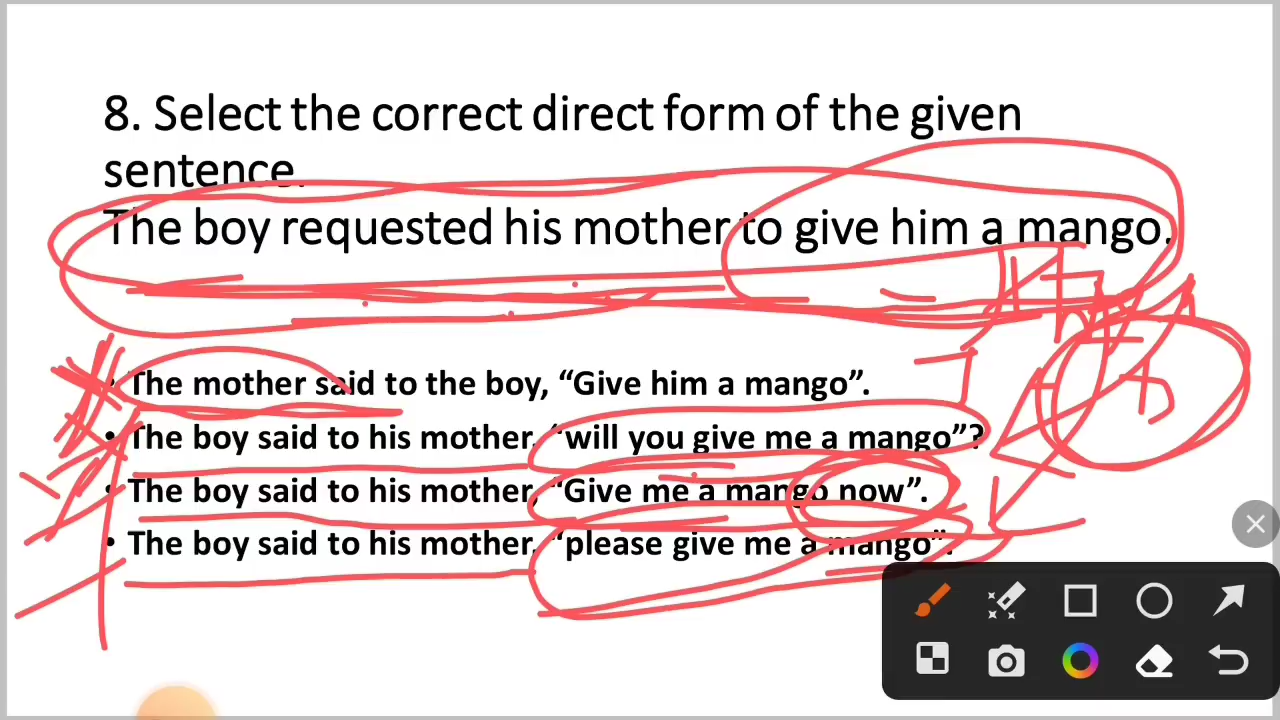 8. Select the correct direct form of the given
sentence.
The boy requested his mother to give him a mango.
• The mother said to the boy, “Give him a mango”.
• The boy said to his mother, “will you give me a mango”?
• The boy said to his mother, “Give me a mango now”.
• The boy said to his mother, “please give me a mango”.